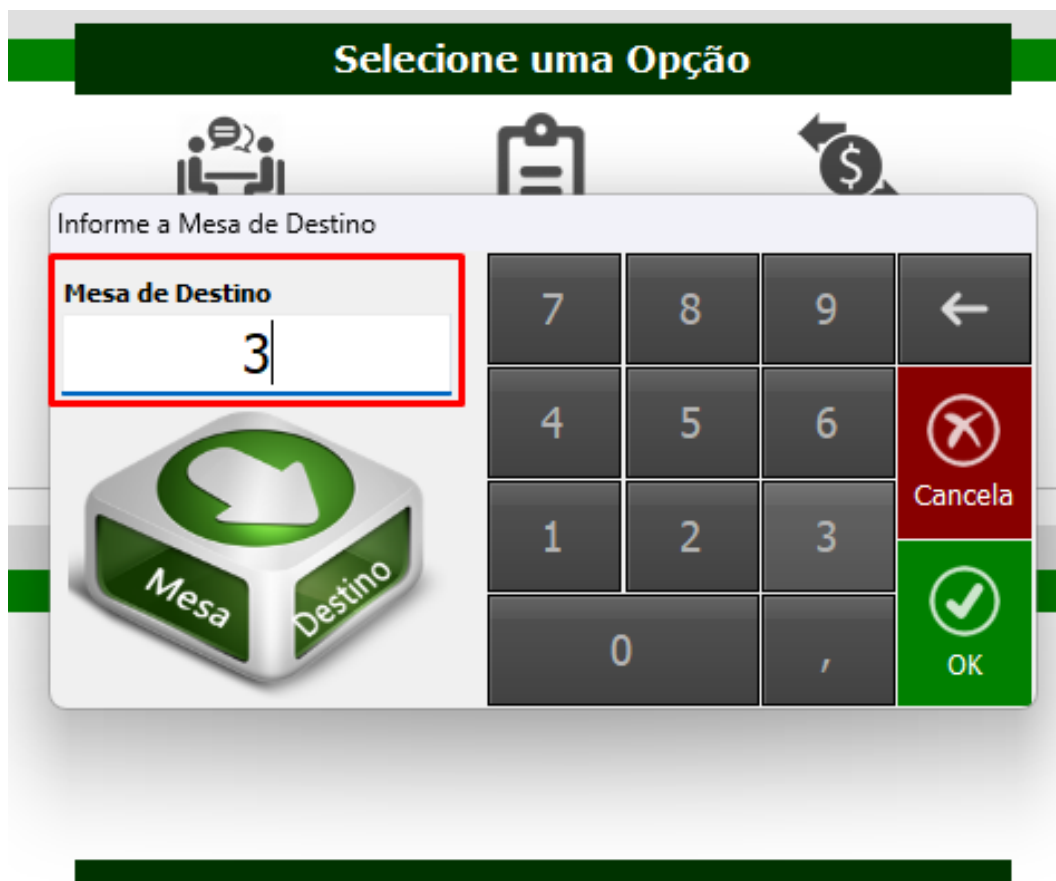 Selecione uma Opção
$
Informe a Mesa de Destino
Mesa de Destino
3
Mesa Destino
7 8 9
4 5 6
Cancela
1 2 3
0 ,
OK